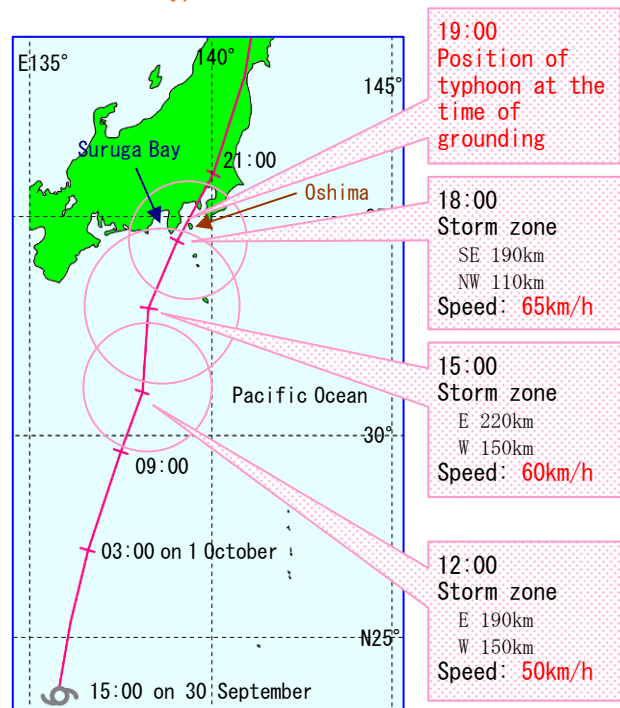 19:00
Position of
typhoon at the
time of
grounding
E135°
140°
145°
Suruga Bay
21:00
Oshima
18:00
Storm zone
SE 190km
NW 110km
Speed: 65km/h
15:00
Storm zone
E 220km
W 150km
Speed: 60km/h
Pacific Ocean
30°
09:00
03:00 on 1 October
12:00
Storm zone
E 190km
W 150km
Speed: 50km/h
N25°
15:00 on 30 September